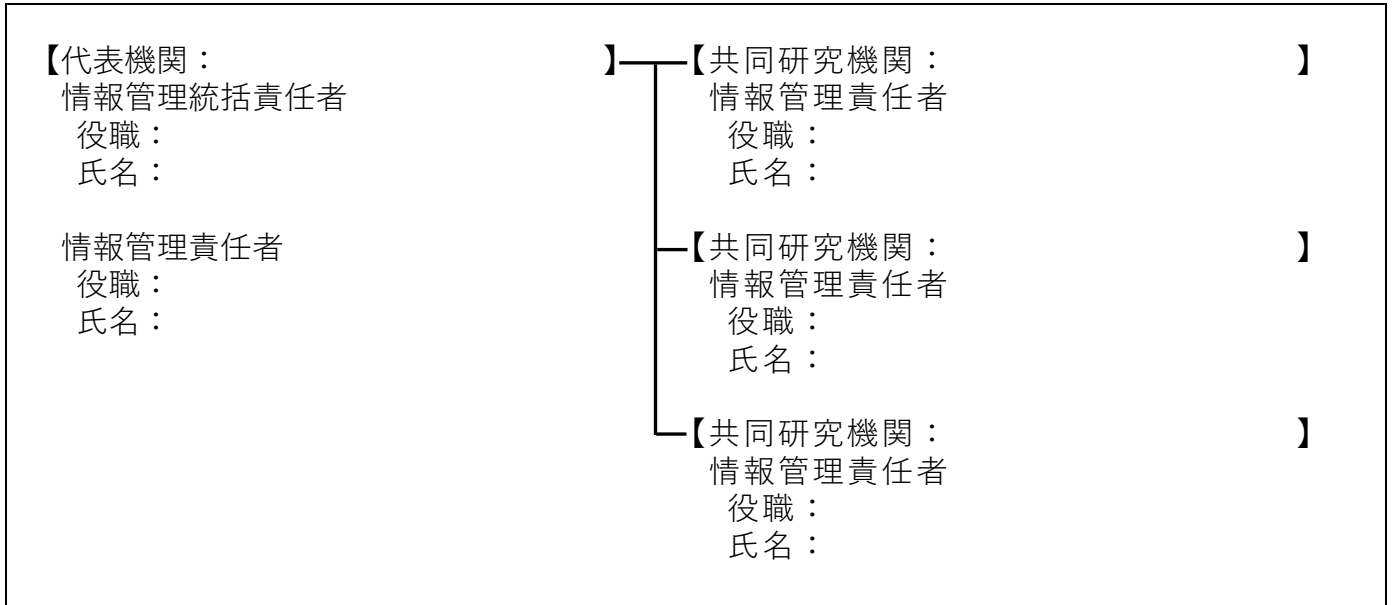 【代表機関： 】
情報管理統括責任者
役職：
氏名：
情報管理責任者
役職：
氏名：
【共同研究機関： 】
情報管理責任者
役職：
氏名：
【共同研究機関： 】
情報管理責任者
役職：
氏名：
【共同研究機関： 】
情報管理責任者
役職：
氏名：